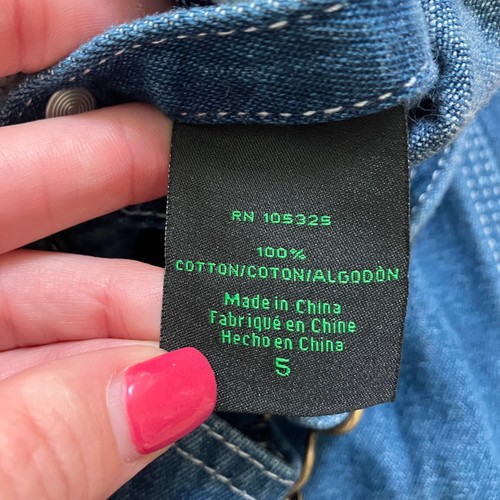 RN 105325
100%
COTTON/COTON/ALGODÒN
Made in China
Fabriqué en Chine
Hecho en China
5